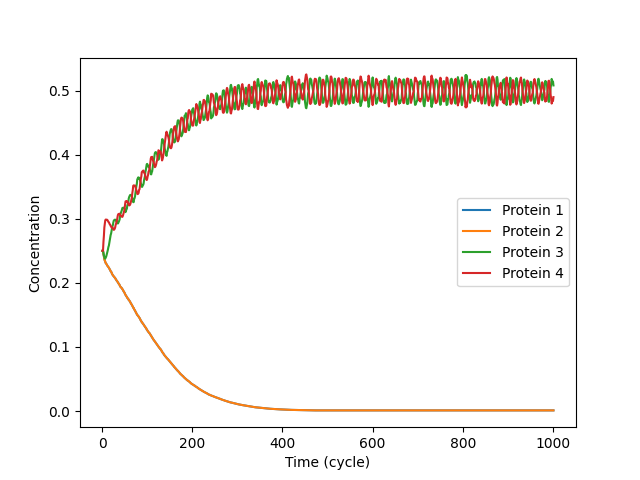 0.5
0.4
0.3
0.2
0.1
0.0
Concentration
Protein 1
Protein 2
Protein 3
Protein 4
0 200 400 600 800 1000
Time (cycle)